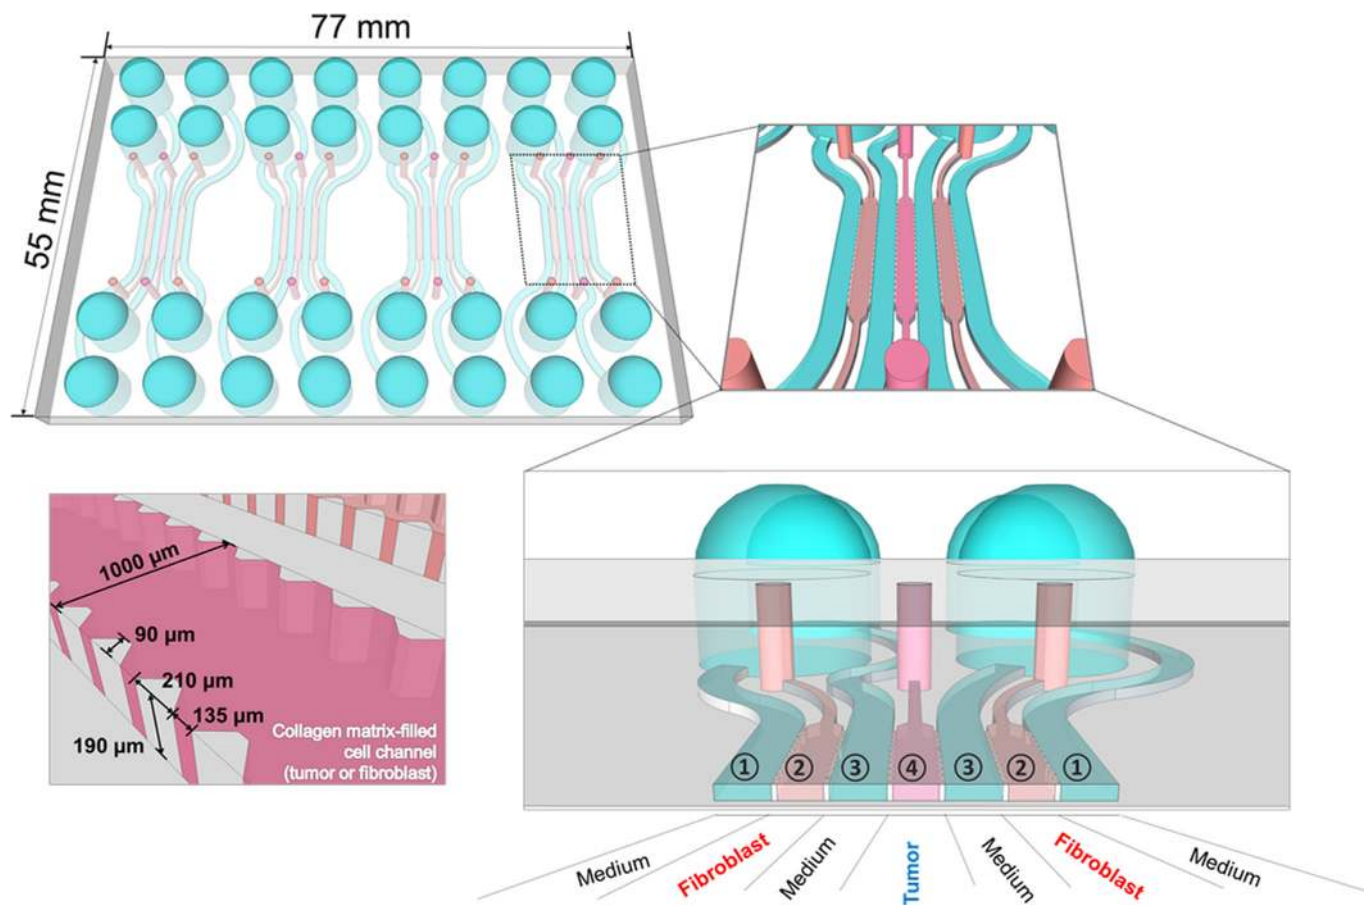 77 mm
55 mm
1000 µm
90 µm
210 µm
135 µm
190 µm
Collagen matrix-filled
cell channel
(tumor or fibroblast)
① ② ③ ④ ③ ② ①
Medium
Fibroblast
Medium
Tumor
Medium
Fibroblast
Medium